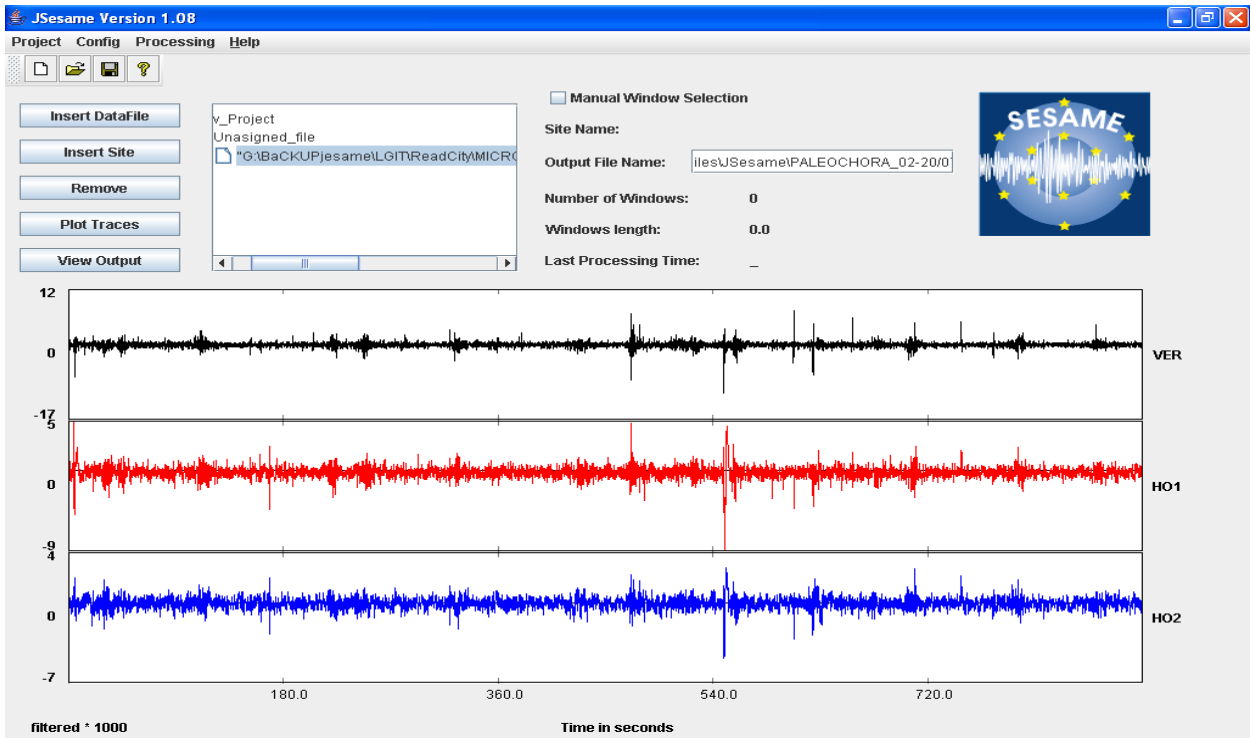 JSesame Version 1.08
Project Config Processing Help
Insert DataFile
Insert Site
Remove
Plot Traces
View Output
v_Project
Unasigned_file
"G:\BaCKUPjesame\LGIT\ReadCity\MICRO
Manual Window Selection
Site Name:
Output File Name: iles\JSesame\PALEOCHORA_02-20/0
Number of Windows: 0
Windows length: 0.0
Last Processing Time: _
SESAME
12
0
-17
VER
5
0
-9
HO1
4
0
-7
HO2
180.0 360.0 540.0 720.0
filtered * 1000 Time in seconds